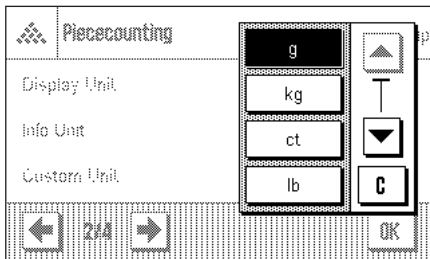 Piececounting
p
g
Display Unit
kg
Info Unit
ct
Custom Unit
lb
C
2/4
OK